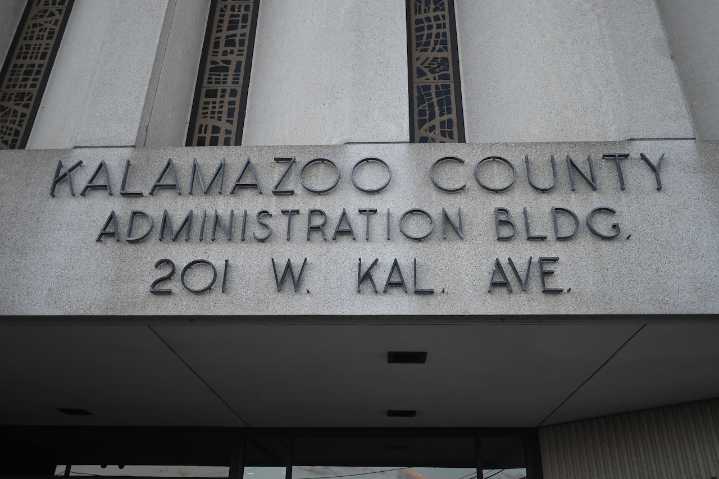 KALAMAZOO COUNTY
ADMINISTRATION BLDG.
201 W. KAL. AVE.